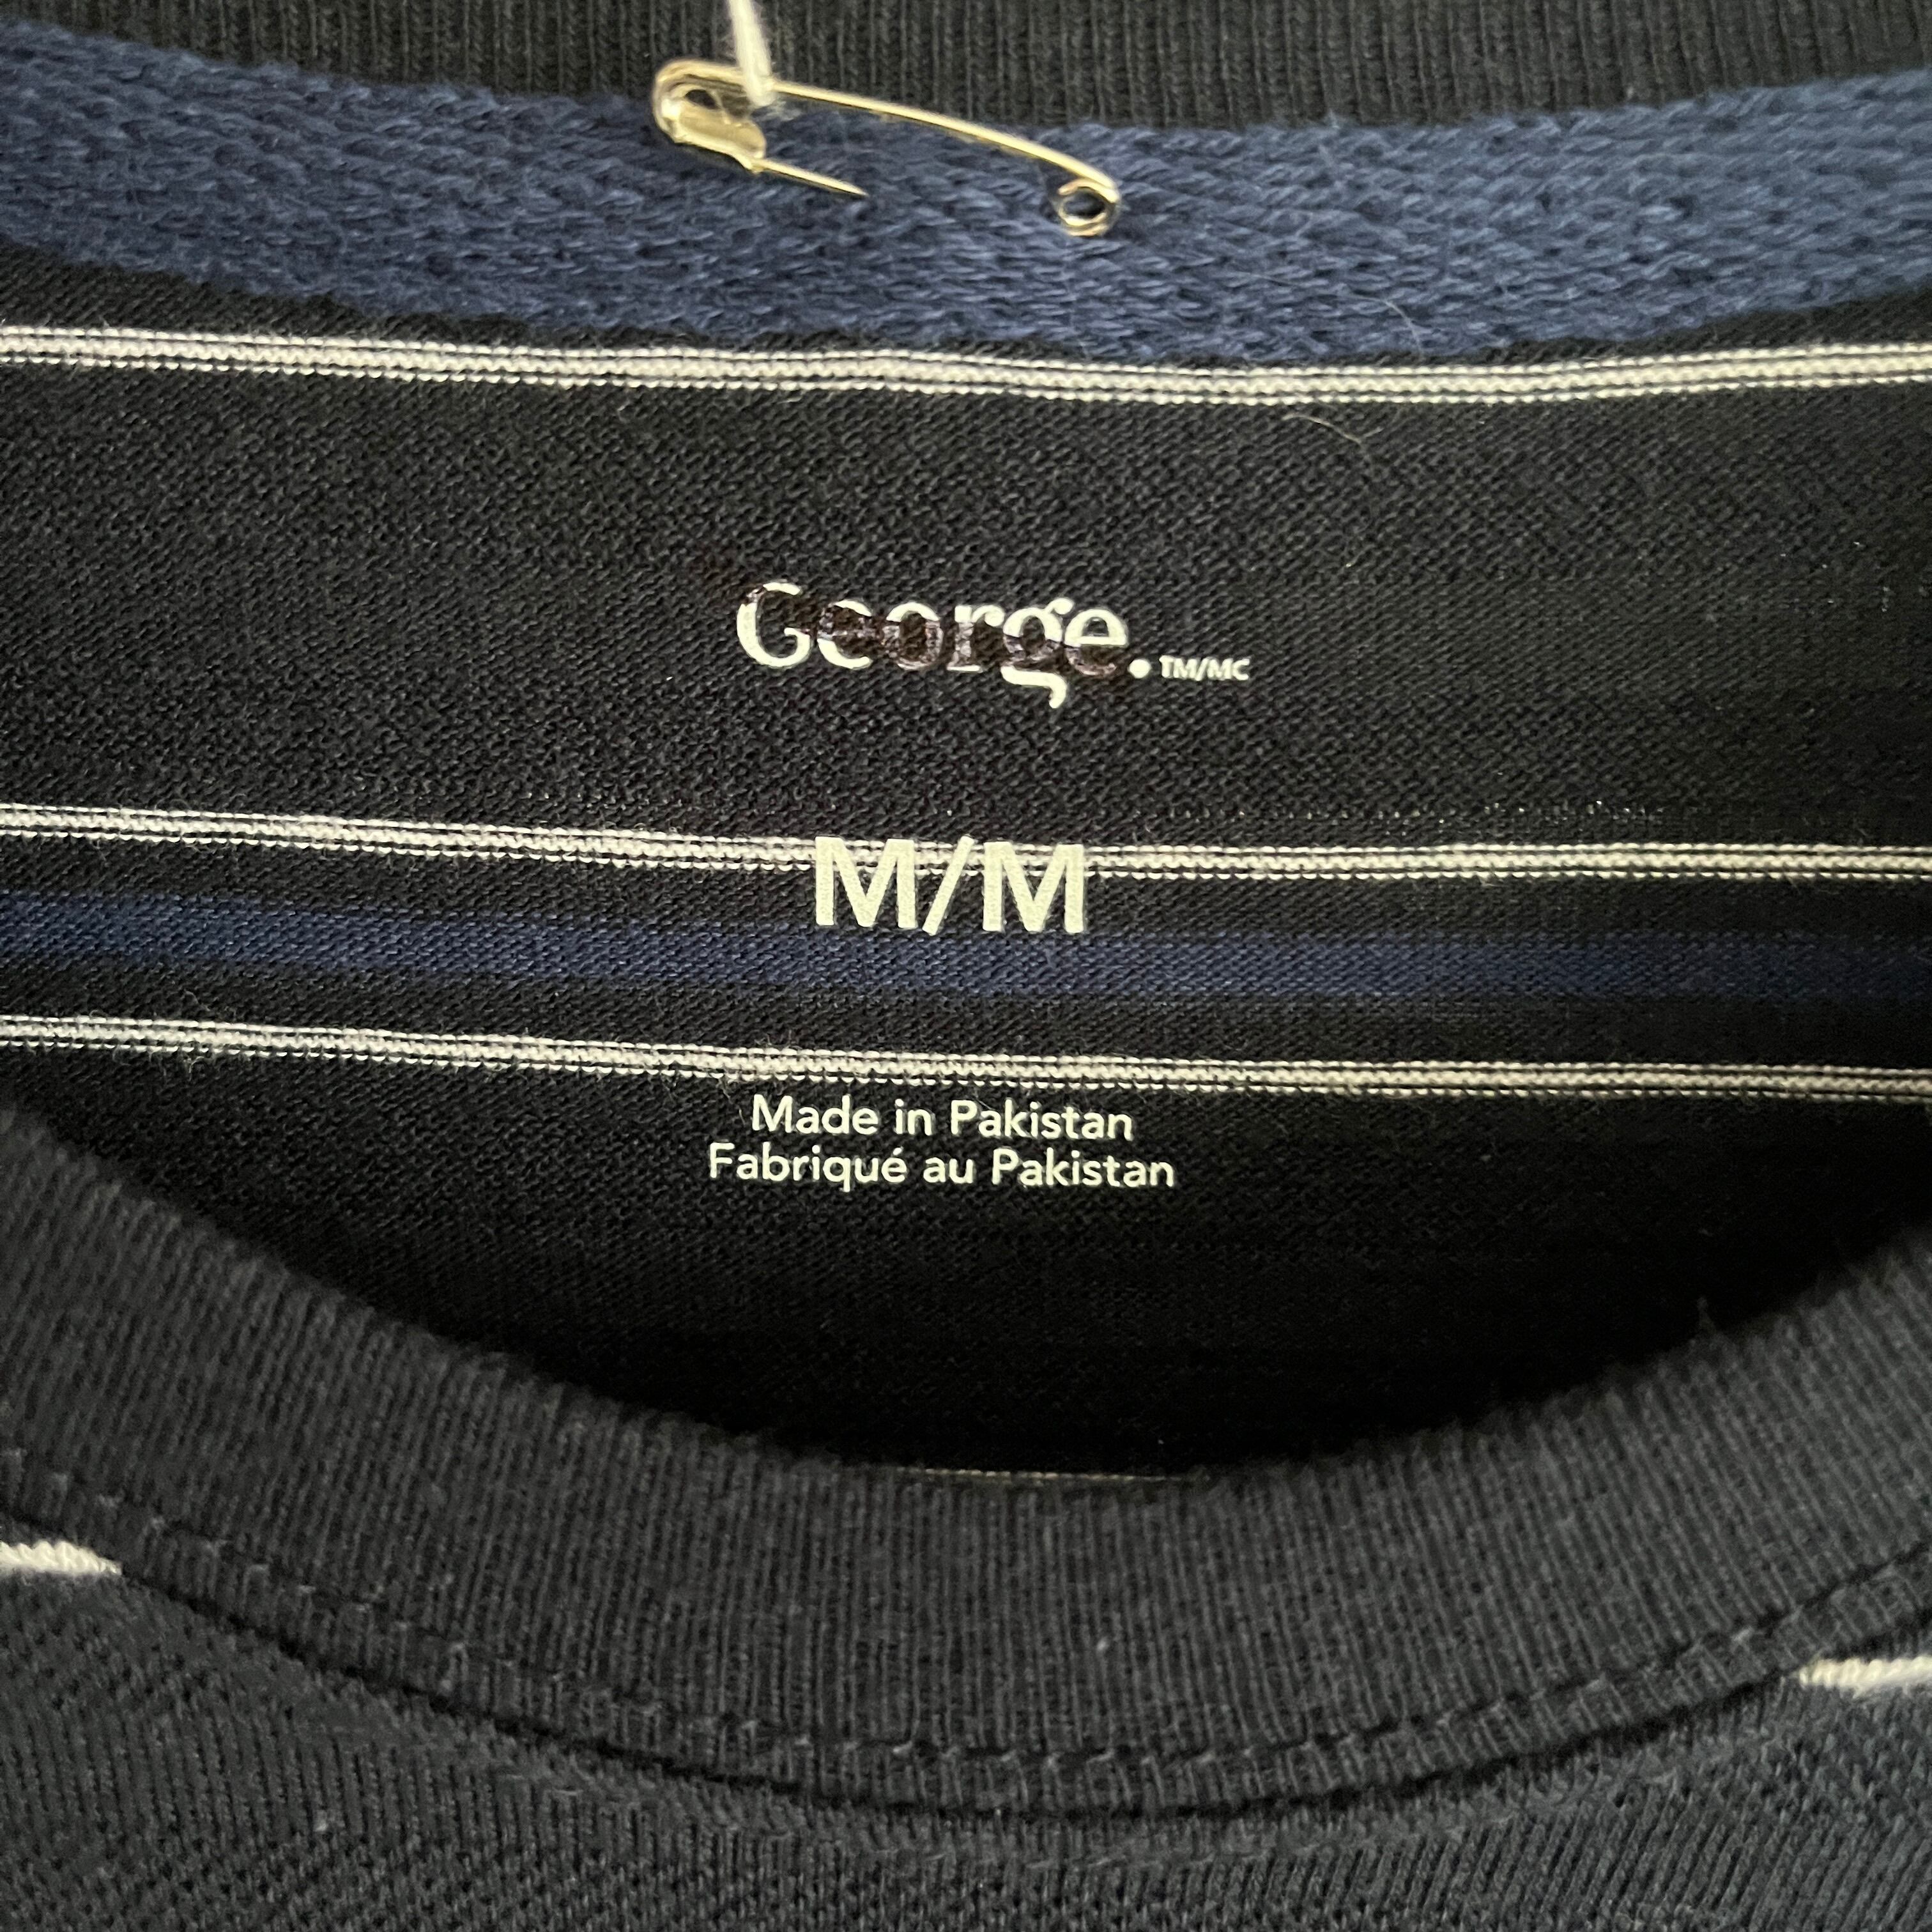 George. TM/MC
M/M
Made in Pakistan
Fabriqué au Pakistan